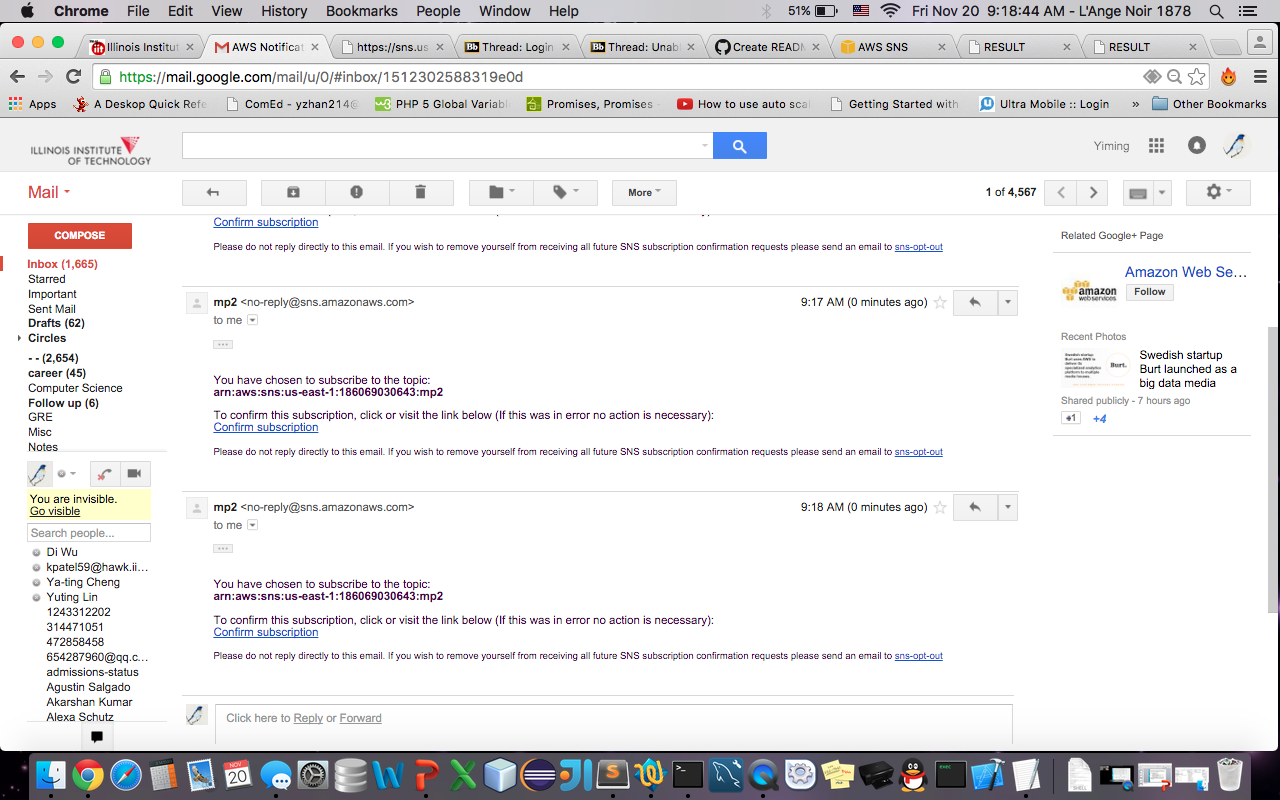 Chrome File Edit View History Bookmarks People Window Help 51% Fri Nov 20 9:18:44 AM - L'Ange Noir 1878
Illinois Institut AWS Notificat https://sns.us Bb Thread: Login Bb Thread: Unab Create READM AWS SNS RESULT RESULT
https://mail.google.com/mail/u/0/#inbox/1512302588319e0d
Apps A Deskop Quick Refe ComEd - yzhan214@ PHP 5 Global Variabl Promises, Promises How to use auto scal Getting Started with Ultra Mobile :: Login » Other Bookmarks
ILLINOIS INSTITUTE
OF TECHNOLOGY
Yiming
Mail
More
1 of 4,567
COMPOSE
Inbox (1,665)
Starred
Important
Sent Mail
Drafts (62)
Circles
- - (2,654)
career (45)
Computer Science
Follow up (6)
GRE
Misc
Notes
You are invisible.
Go visible
Search people...
Di Wu
kpatel59@hawk.ii...
Ya-ting Cheng
Yuting Lin
1243312202
314471051
472858458
654287960@qq.c...
admissions-status
Agustin Salgado
Akarshan Kumar
Alexa Schutz
Confirm subscription
Please do not reply directly to this email. If you wish to remove yourself from receiving all future SNS subscription confirmation requests please send an email to sns-opt-out
mp2 <no-reply@sns.amazonaws.com> 9:17 AM (0 minutes ago)
to me
You have chosen to subscribe to the topic:
arn:aws:sns:us-east-1:186069030643:mp2
To confirm this subscription, click or visit the link below (If this was in error no action is necessary):
Confirm subscription
Please do not reply directly to this email. If you wish to remove yourself from receiving all future SNS subscription confirmation requests please send an email to sns-opt-out
mp2 <no-reply@sns.amazonaws.com> 9:18 AM (0 minutes ago)
to me
You have chosen to subscribe to the topic:
arn:aws:sns:us-east-1:186069030643:mp2
To confirm this subscription, click or visit the link below (If this was in error no action is necessary):
Confirm subscription
Please do not reply directly to this email. If you wish to remove yourself from receiving all future SNS subscription confirmation requests please send an email to sns-opt-out
Click here to Reply or Forward
Related Google+ Page
amazon
webservices
Amazon Web Se...
Follow
Recent Photos
Burt.
Swedish startup
Burt launched as a
big data media
Shared publicly - 7 hours ago
+1 +4
NOV
20